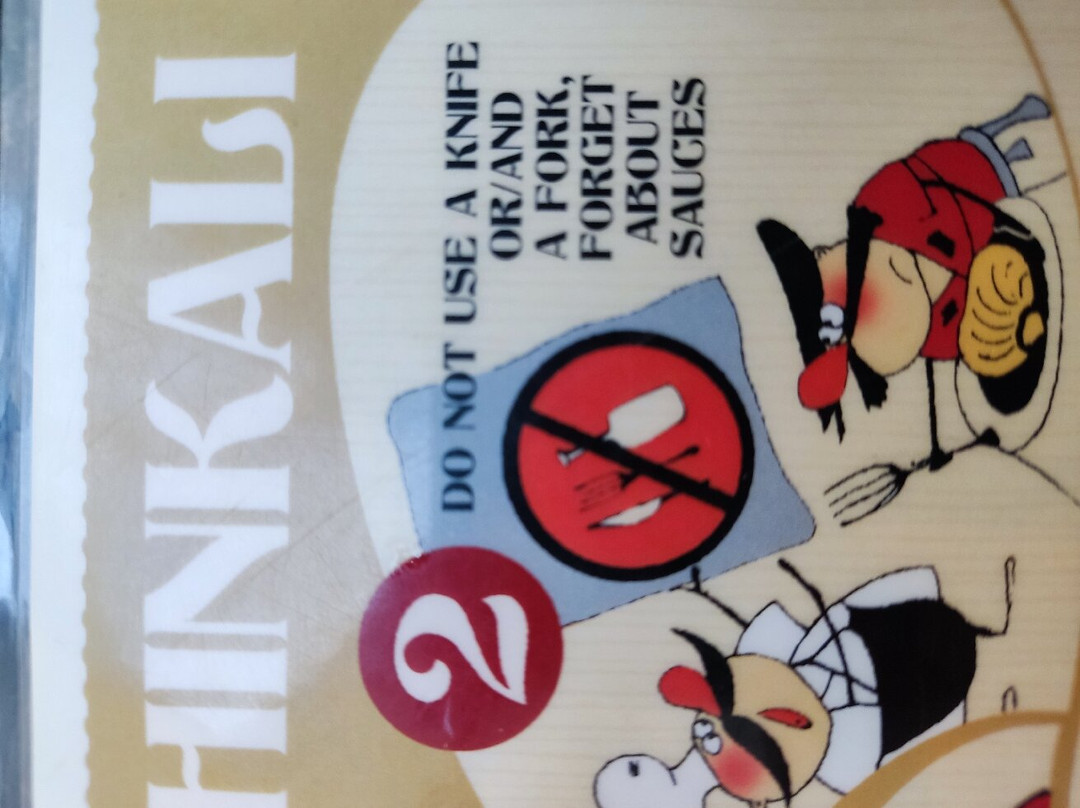 HINKALI
2
DO NOT USE A KNIFE
OR/AND
A FORK,
FORGET
ABOUT
SAUCES